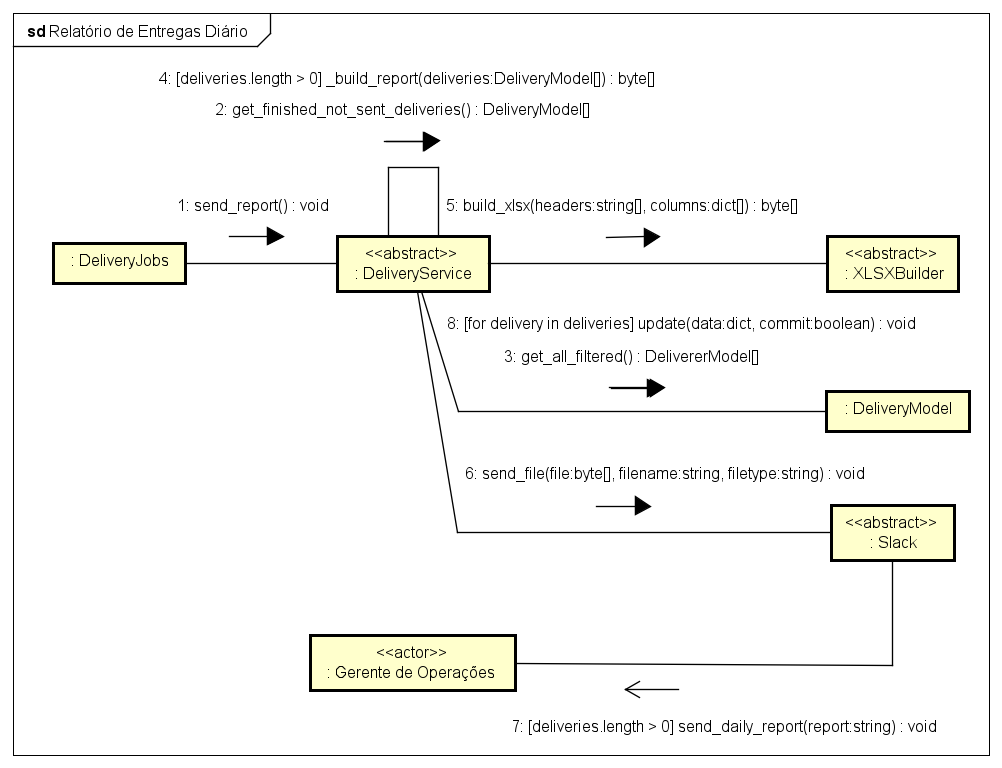 sd Relatório de Entregas Diário
4: [deliveries.length > 0] _build_report(deliveries:DeliveryModel[]) : byte[]
2: get_finished_not_sent_deliveries() : DeliveryModel[]
1: send_report() : void
5: build_xlsx(headers:string[], columns:dict[]) : byte[]
: DeliveryJobs
<<abstract>>
: DeliveryService
<<abstract>>
: XLSXBuilder
8: [for delivery in deliveries] update(data:dict, commit:boolean) : void
3: get_all_filtered() : DelivererModel[]
: DeliveryModel
6: send_file(file:byte[], filename:string, filetype:string) : void
<<abstract>>
: Slack
<<actor>>
: Gerente de Operações
7: [deliveries.length > 0] send_daily_report(report:string) : void